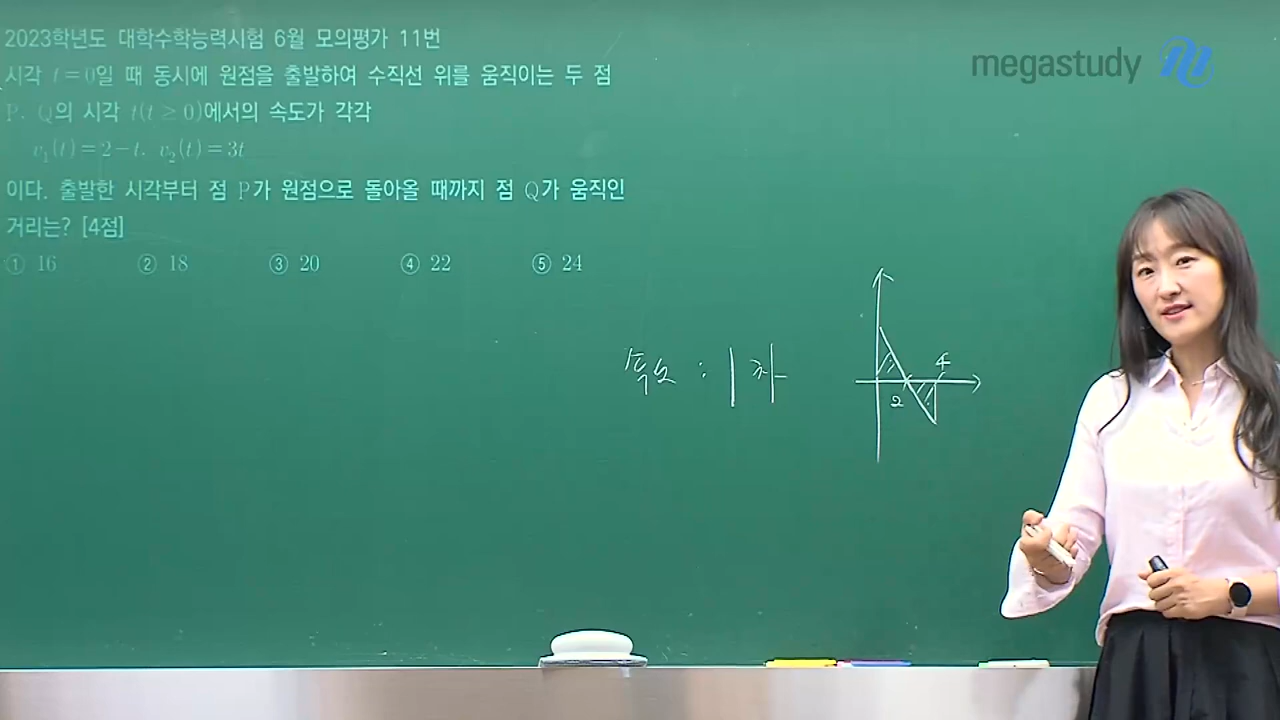 2023학년도 대학수학능력시험 6월 모의평가 11번
시각 t=0일 때 동시에 원점을 출발하여 수직선 위를 움직이는 두 점
P, Q의 시각 t(t≥0)에서의 속도가 각각
v₁(t)=2-t, v₂(t)=3t
이다. 출발한 시각부터 점 P가 원점으로 돌아올 때까지 점 Q가 움직인
거리는? [4점]
① 16 ② 18 ③ 20 ④ 22 ⑤ 24
megastudy
속도 : 1차
4
2